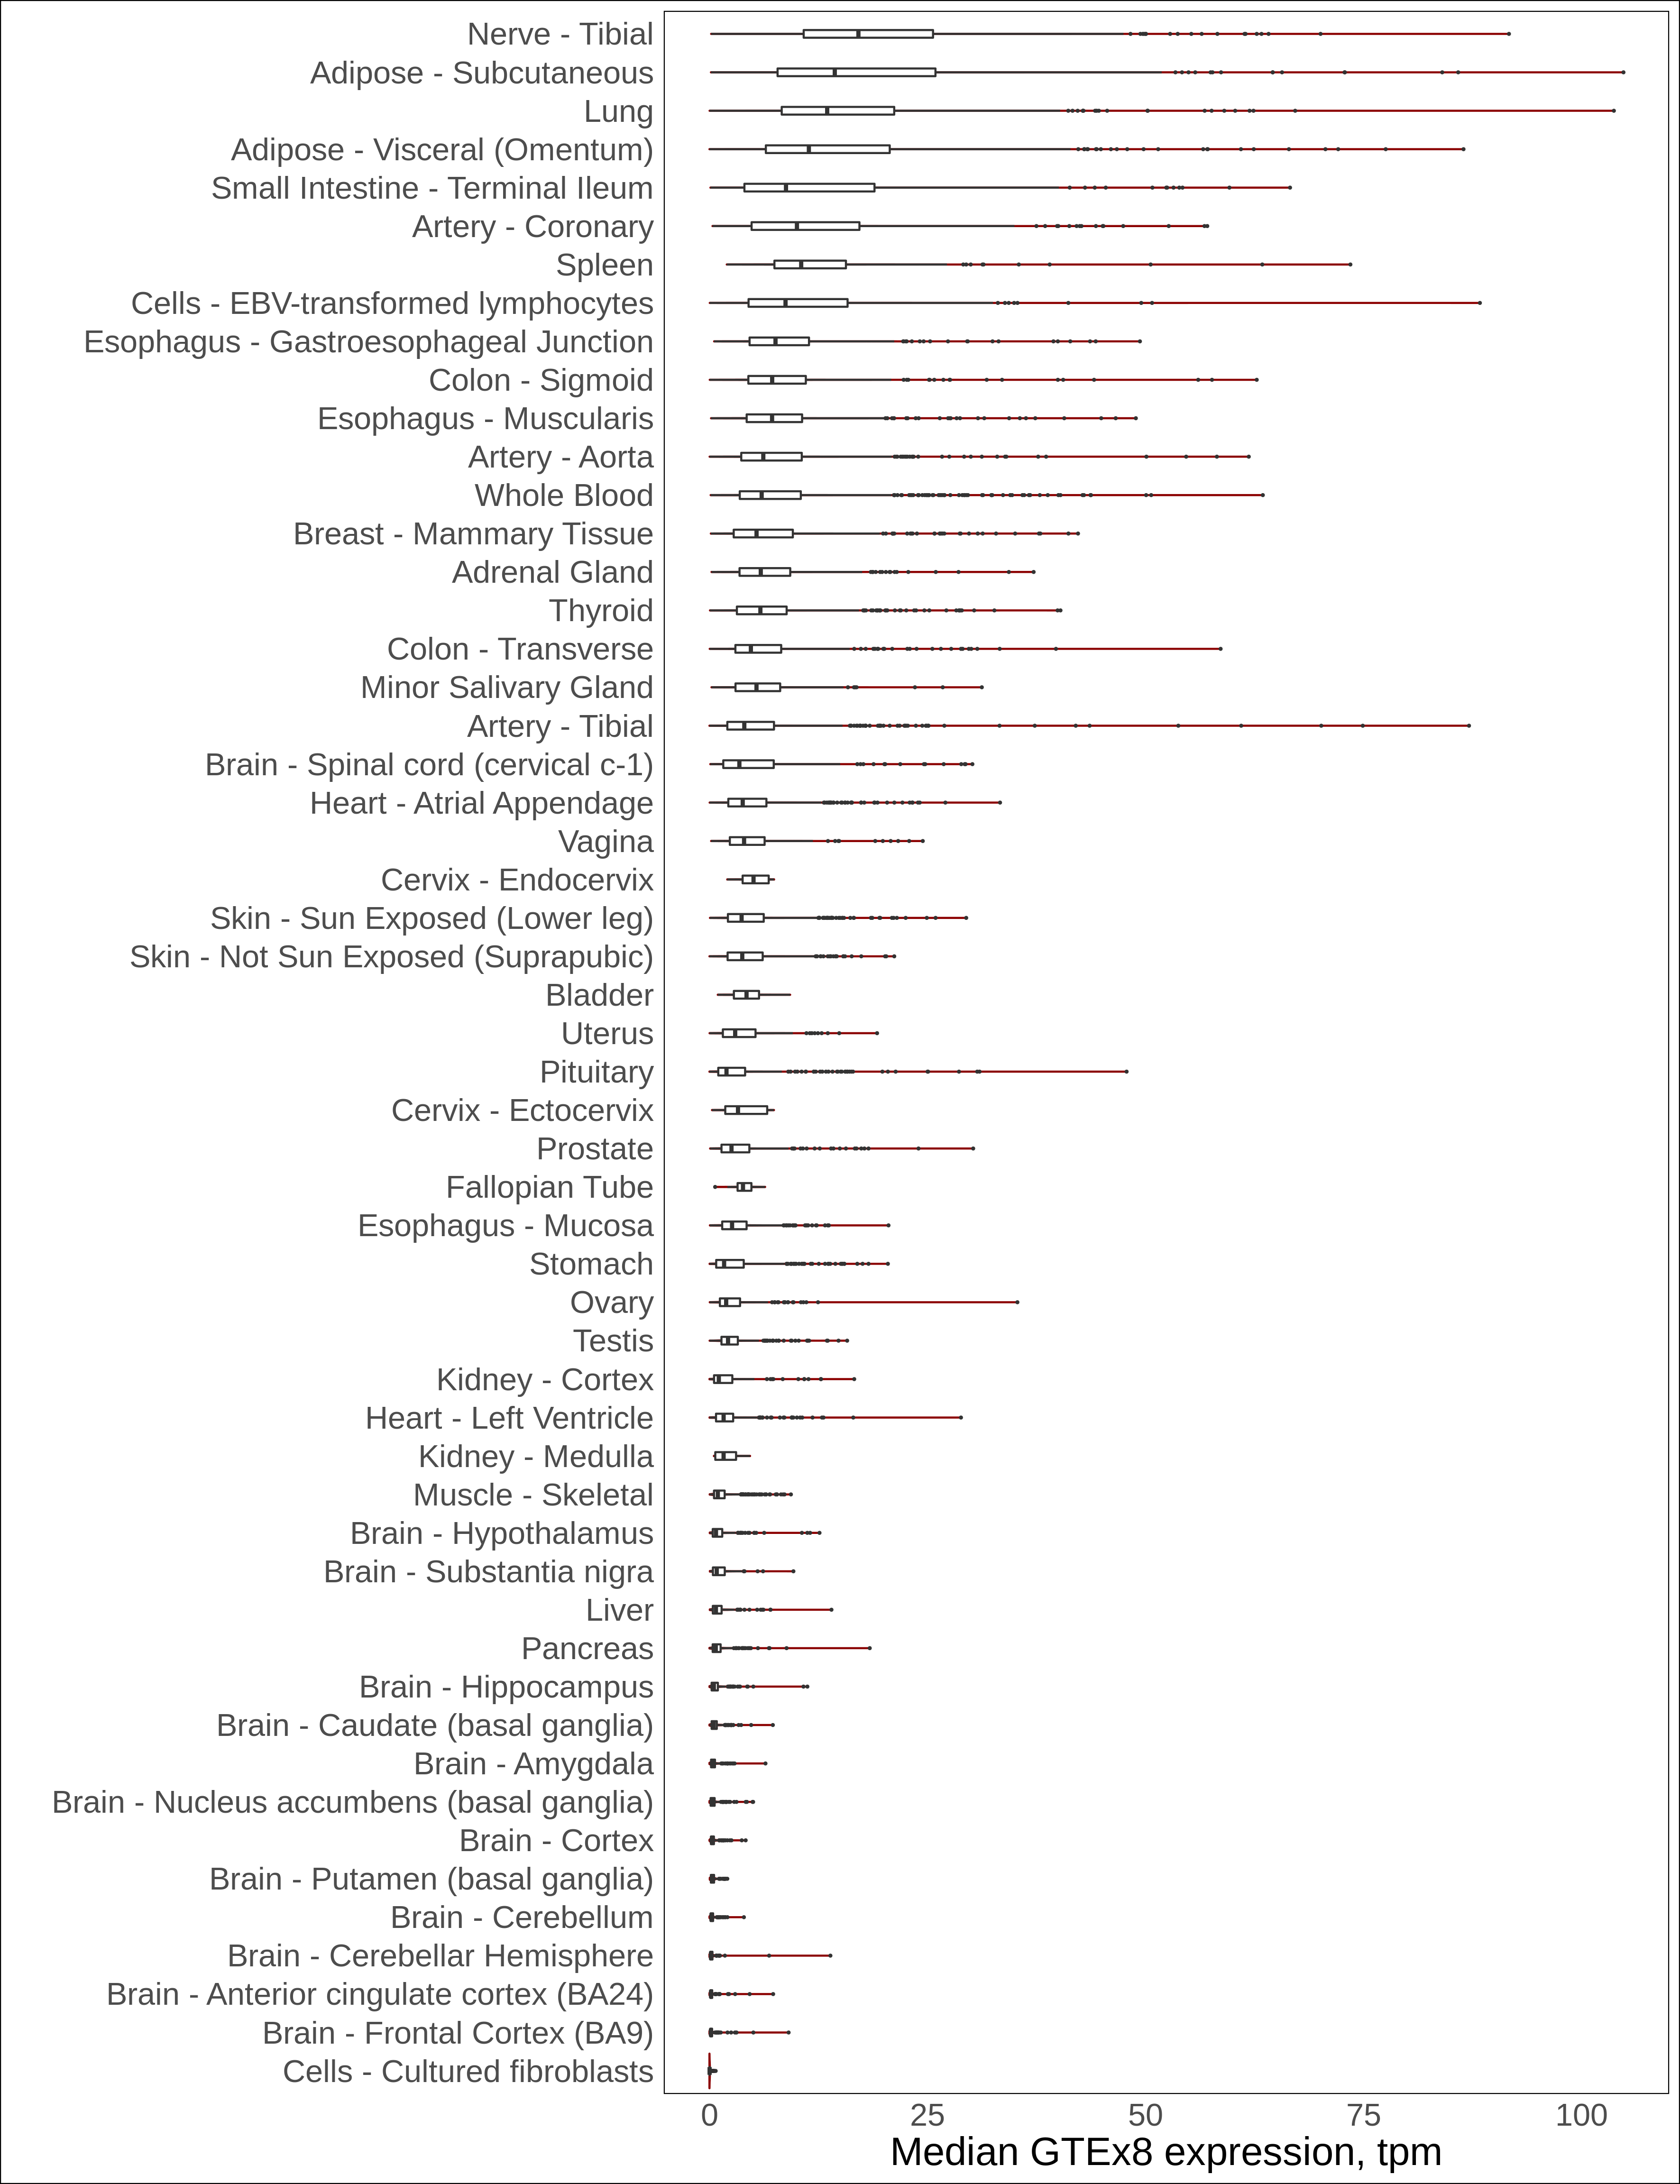 Nerve - Tibial
Adipose - Subcutaneous
Lung
Adipose - Visceral (Omentum)
Small Intestine - Terminal Ileum
Artery - Coronary
Spleen
Cells - EBV-transformed lymphocytes
Esophagus - Gastroesophageal Junction
Colon - Sigmoid
Esophagus - Muscularis
Artery - Aorta
Whole Blood
Breast - Mammary Tissue
Adrenal Gland
Thyroid
Colon - Transverse
Minor Salivary Gland
Artery - Tibial
Brain - Spinal cord (cervical c-1)
Heart - Atrial Appendage
Vagina
Cervix - Endocervix
Skin - Sun Exposed (Lower leg)
Skin - Not Sun Exposed (Suprapubic)
Bladder
Uterus
Pituitary
Cervix - Ectocervix
Prostate
Fallopian Tube
Esophagus - Mucosa
Stomach
Ovary
Testis
Kidney - Cortex
Heart - Left Ventricle
Kidney - Medulla
Muscle - Skeletal
Brain - Hypothalamus
Brain - Substantia nigra
Liver
Pancreas
Brain - Hippocampus
Brain - Caudate (basal ganglia)
Brain - Amygdala
Brain - Nucleus accumbens (basal ganglia)
Brain - Cortex
Brain - Putamen (basal ganglia)
Brain - Cerebellum
Brain - Cerebellar Hemisphere
Brain - Anterior cingulate cortex (BA24)
Brain - Frontal Cortex (BA9)
Cells - Cultured fibroblasts
0 25 50 75 100
Median GTEx8 expression, tpm